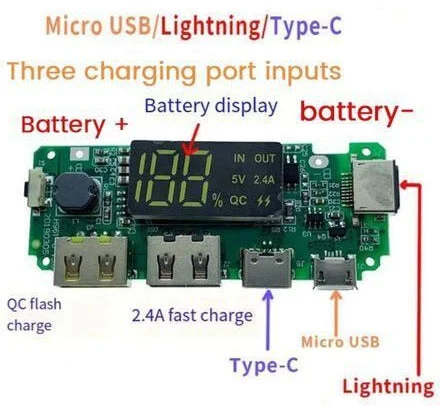 Micro USB/Lightning/Type-C
Three charging port inputs
Battery display
battery-
Battery +
IN OUT
188
5V 2.4A
% QC
QC flash
charge
2.4A fast charge
Type-C
Micro USB
Lightning